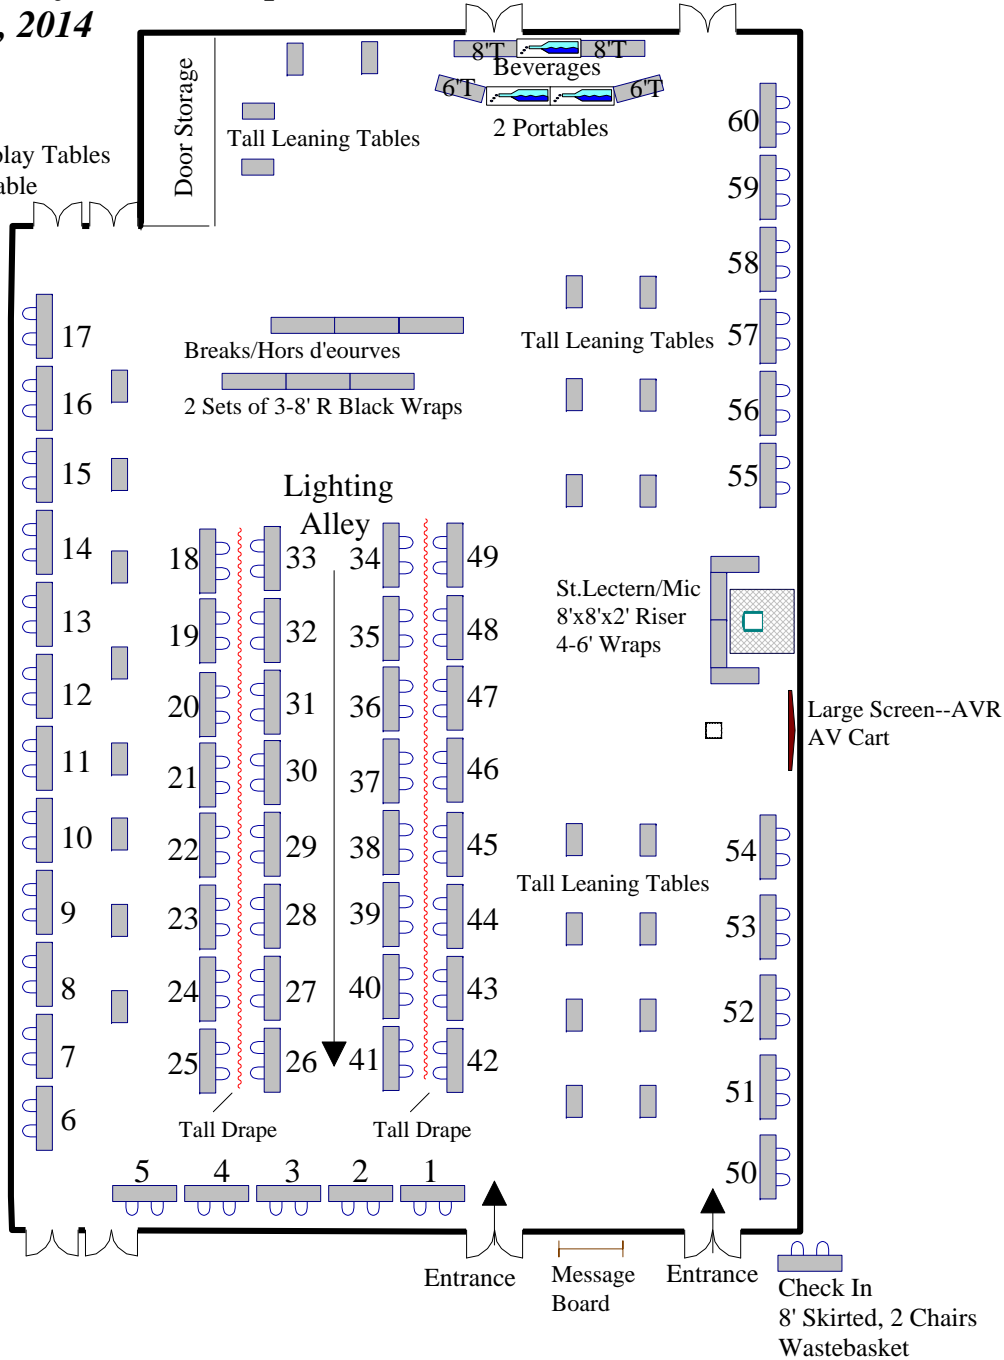 , 2014
play Tables
able
Door Storage
Tall Leaning Tables
8'T
8'T
Beverages
6'T
6'T
2 Portables
60
59
58
57
56
55
Tall Leaning Tables
17
16
15
14
13
12
11
10
9
8
7
6
Breaks/Hors d'eourves
2 Sets of 3-8' R Black Wraps
Lighting
Alley
18
19
20
21
22
23
24
25
33
32
31
30
29
28
27
26
34
35
36
37
38
39
40
41
49
48
47
46
45
44
43
42
St.Lectern/Mic
8'x8'x2' Riser
4-6' Wraps
Large Screen--AVR
AV Cart
Tall Leaning Tables
54
53
52
51
50
Tall Drape
Tall Drape
5 4 3 2 1
Entrance
Message
Board
Entrance
Check In
8' Skirted, 2 Chairs
Wastebasket